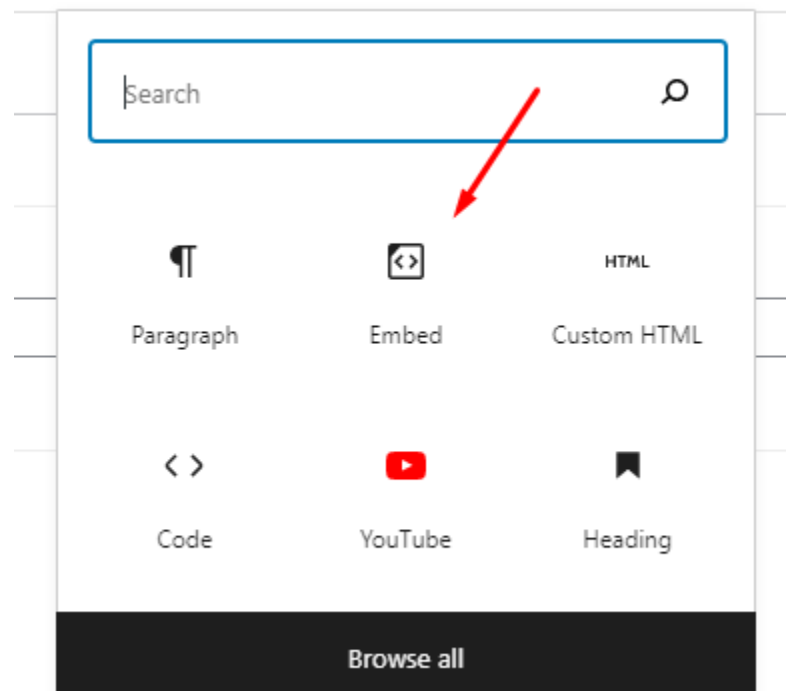 Search
Paragraph
Embed
HTML
Custom HTML
Code
YouTube
Heading
Browse all